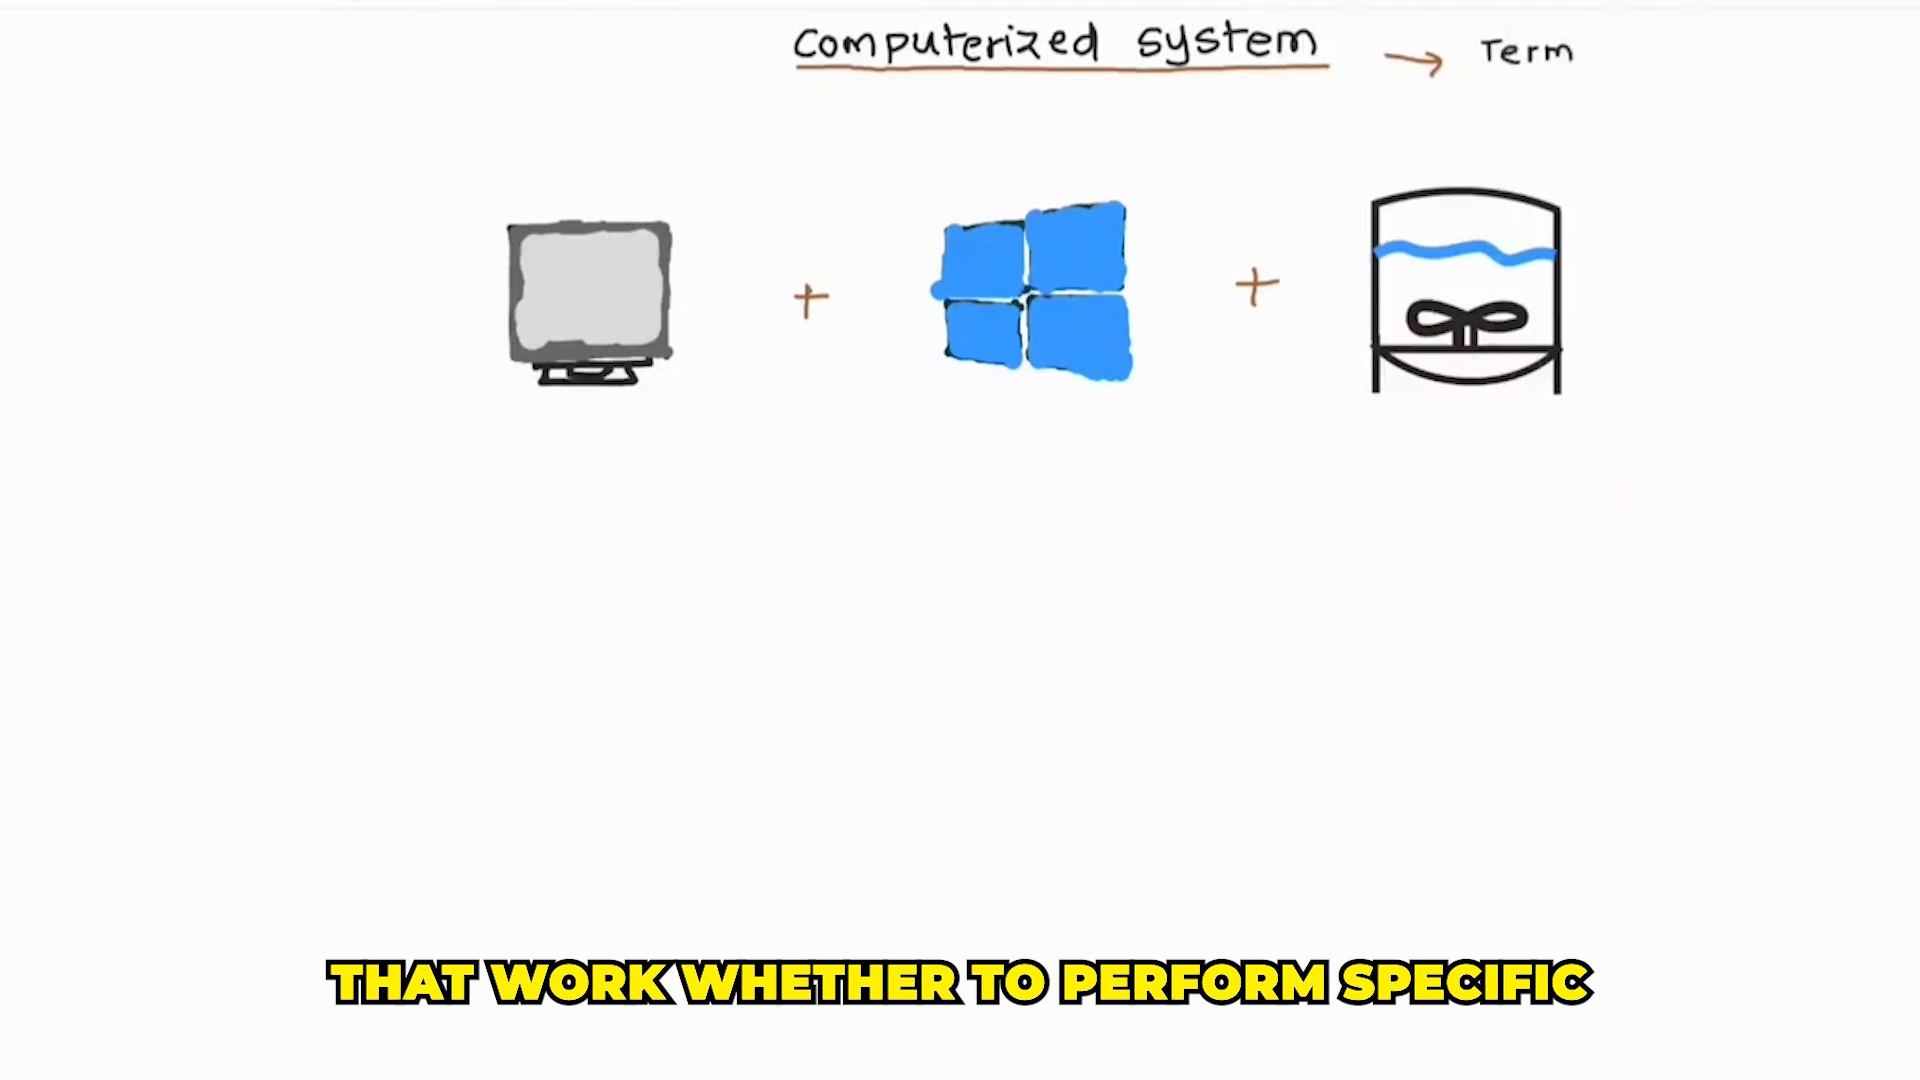 Computerized system → Term
+ +
THAT WORK WHETHER TO PERFORM SPECIFIC